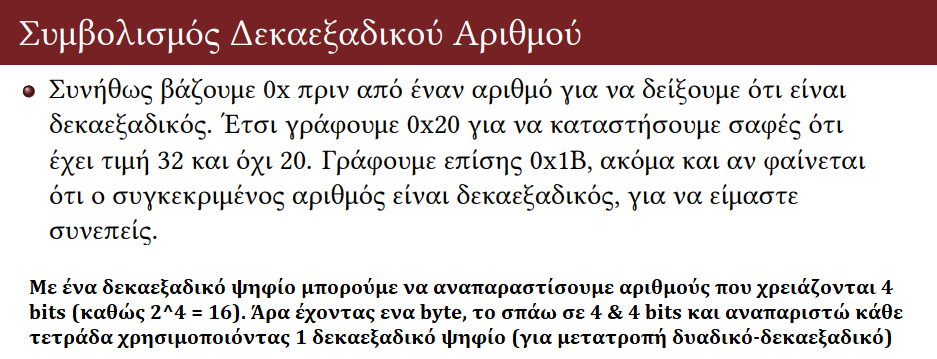 Συμβολισμός Δεκαεξαδικού Αριθμού
Συνήθως βάζουμε 0x πριν από έναν αριθμό για να δείξουμε ότι είναι
δεκαεξαδικός. Έτσι γράφουμε 0x20 για να καταστήσουμε σαφές ότι
έχει τιμή 32 και όχι 20. Γράφουμε επίσης 0x1B, ακόμα και αν φαίνεται
ότι ο συγκεκριμένος αριθμός είναι δεκαεξαδικός, για να είμαστε
συνεπείς.
Με ένα δεκαεξαδικό ψηφίο μπορούμε να αναπαραστίσουμε αριθμούς που χρειάζονται 4
bits (καθώς 2^4 = 16). Άρα έχοντας ενα byte, το σπάω σε 4 & 4 bits και αναπαριστώ κάθε
τετράδα χρησιμοποιόντας 1 δεκαεξαδικό ψηφίο (για μετατροπή δυαδικό-δεκαεξαδικό)